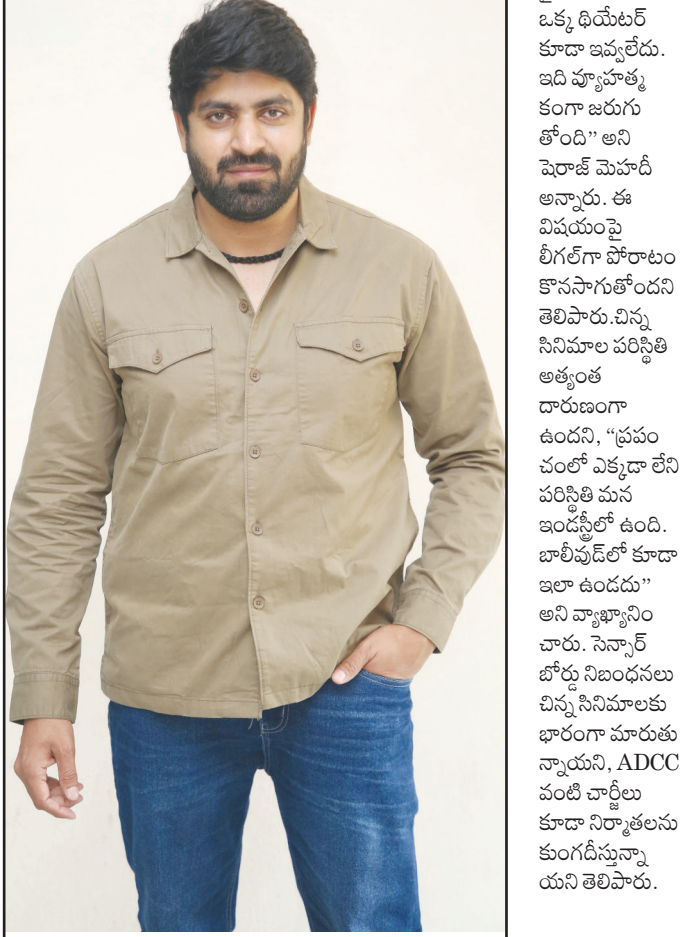 ఒక్క థియేటర్
కూడా ఇవ్వలేదు.
ఇది వ్యూహత్మ
కంగా జరుగు
తోంది” అని
షెరాజ్ మెహదీ
అన్నారు. ఈ
విషయంపై
లీగల్‌గా పోరాటం
కొనసాగుతోందని
తెలిపారు.చిన్న
సినిమాల పరిస్థితి
అత్యంత
దారుణంగా
ఉందని, “ప్రపం
చంలో ఎక్కడా లేని
పరిస్థితి మన
ఇండస్ట్రీలో ఉంది.
బాలీవుడ్‌లో కూడా
ఇలా ఉండదు”
అని వ్యాఖ్యానిం
చారు. సెన్సార్
బోర్డు నిబంధనలు
చిన్న సినిమాలకు
భారంగా మారుతు
న్నాయని, ADCC
వంటి చార్జీలు
కూడా నిర్మాతలను
కుంగదీస్తున్నా
యని తెలిపారు.